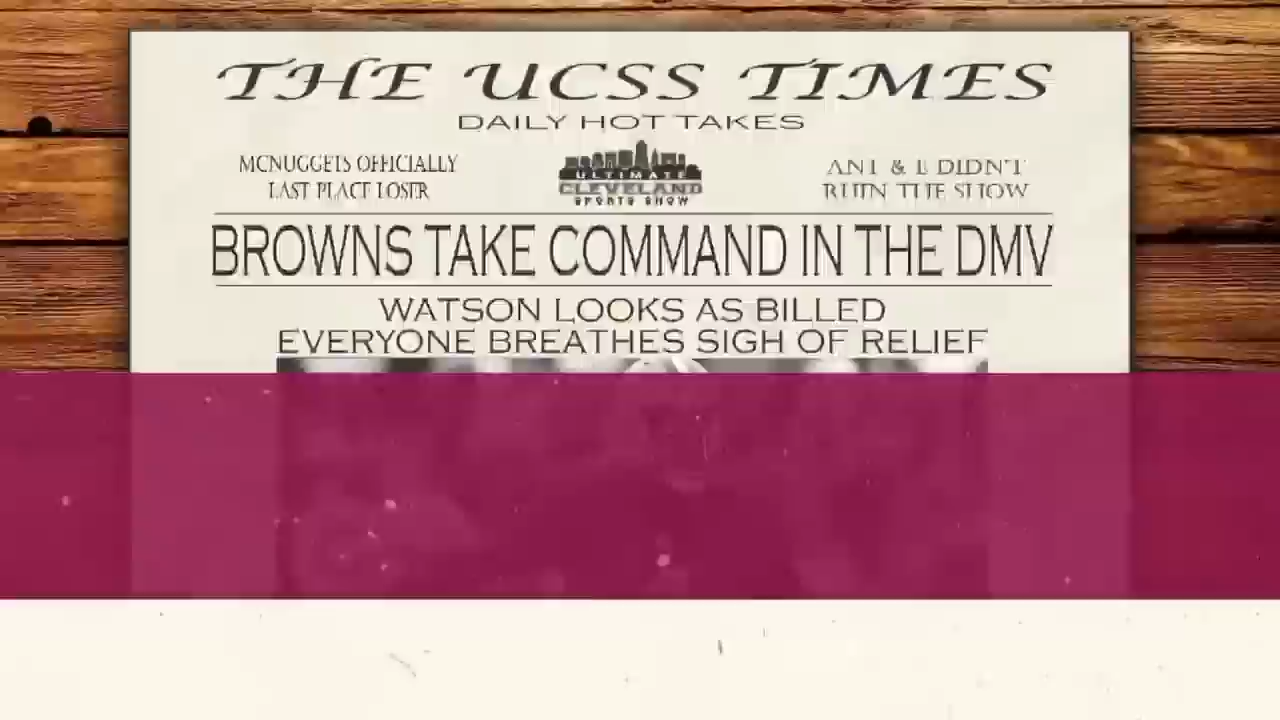 THE UCSS TIMES
DAILY HOT TAKES
MCNUGGETS OFFICIALLY
LAST PLACE LOSER
ULTIMATE
CLEVELAND
SPORTS SHOW
ANT & B DIDN'T
RUIN THE SHOW
BROWNS TAKE COMMAND IN THE DMV
WATSON LOOKS AS BILLED
EVERYONE BREATHES SIGH OF RELIEF